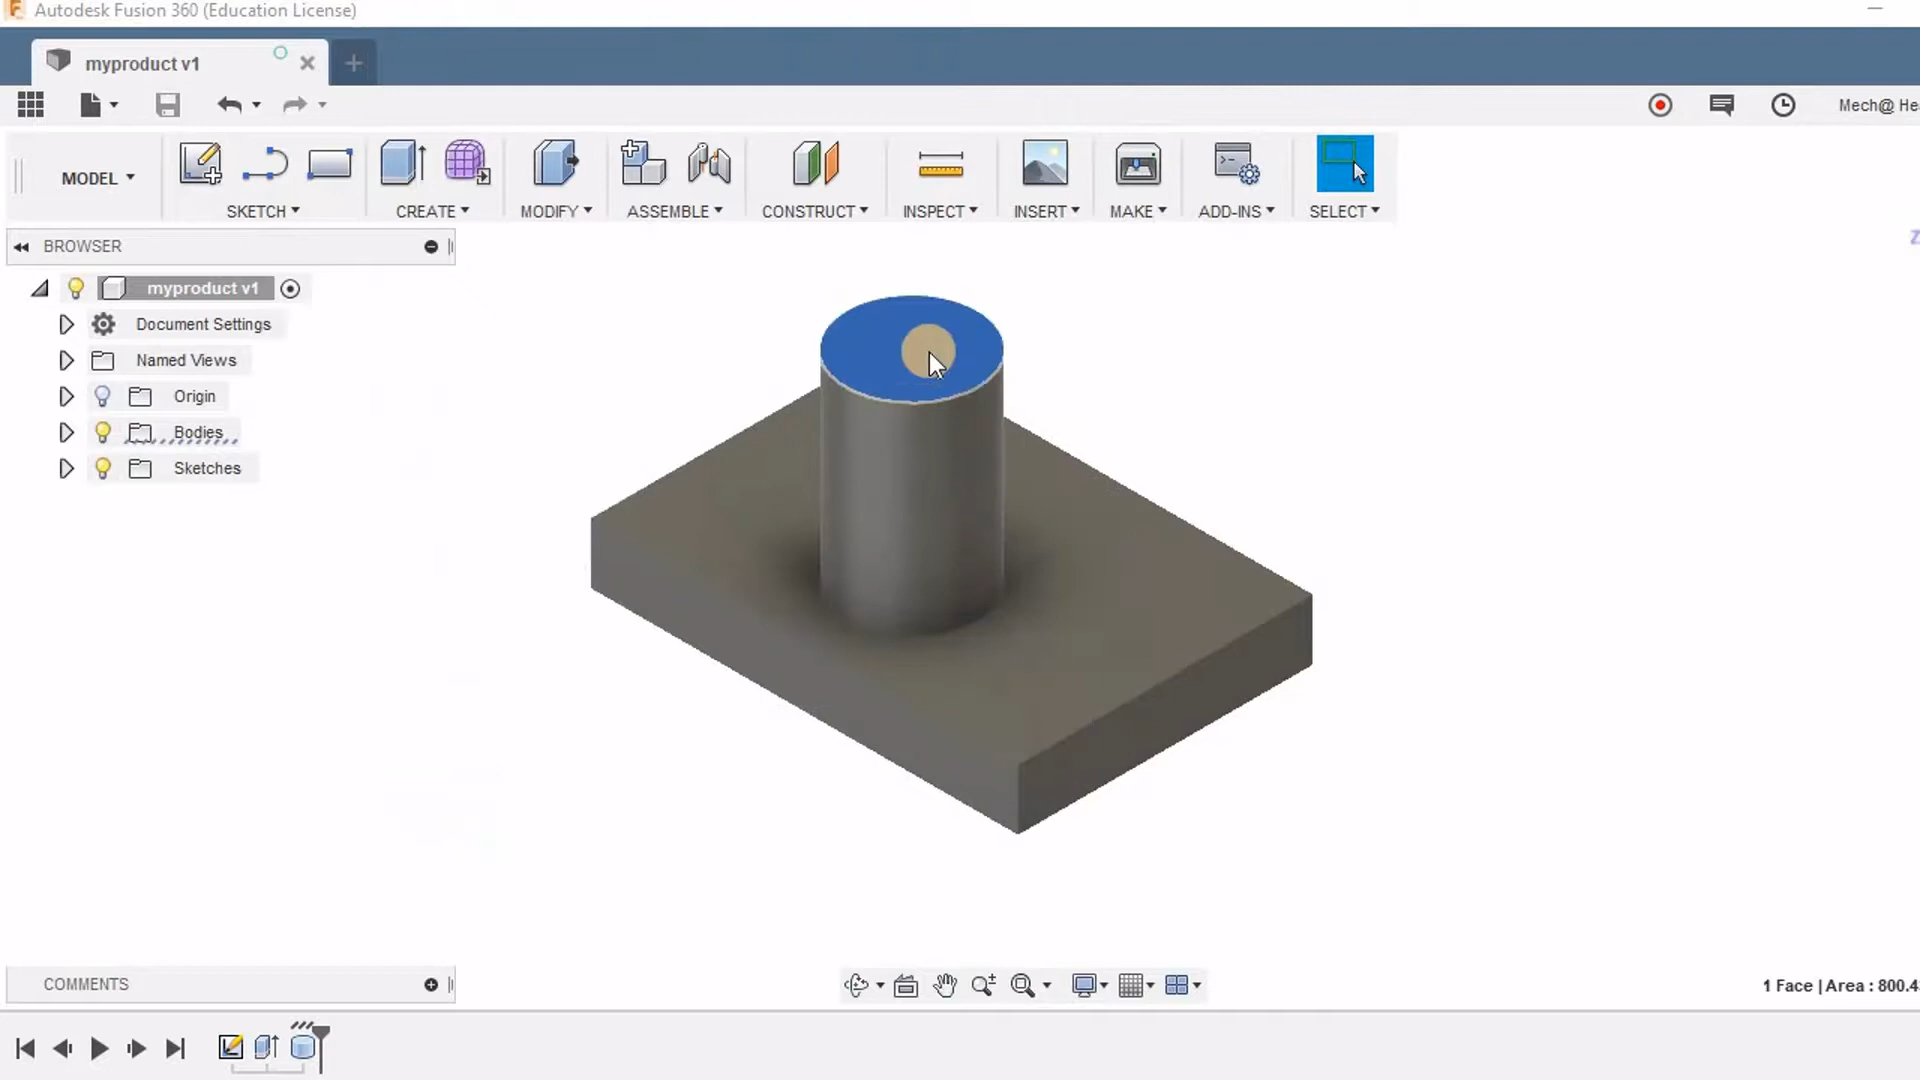 Autodesk Fusion 360 (Education License)
myproduct v1
Mech@ He
MODEL
SKETCH
CREATE
MODIFY
ASSEMBLE
CONSTRUCT
INSPECT
INSERT
MAKE
ADD-INS
SELECT
BROWSER
Z
myproduct v1
Document Settings
Named Views
Origin
Bodies
Sketches
COMMENTS
1 Face | Area : 800.4